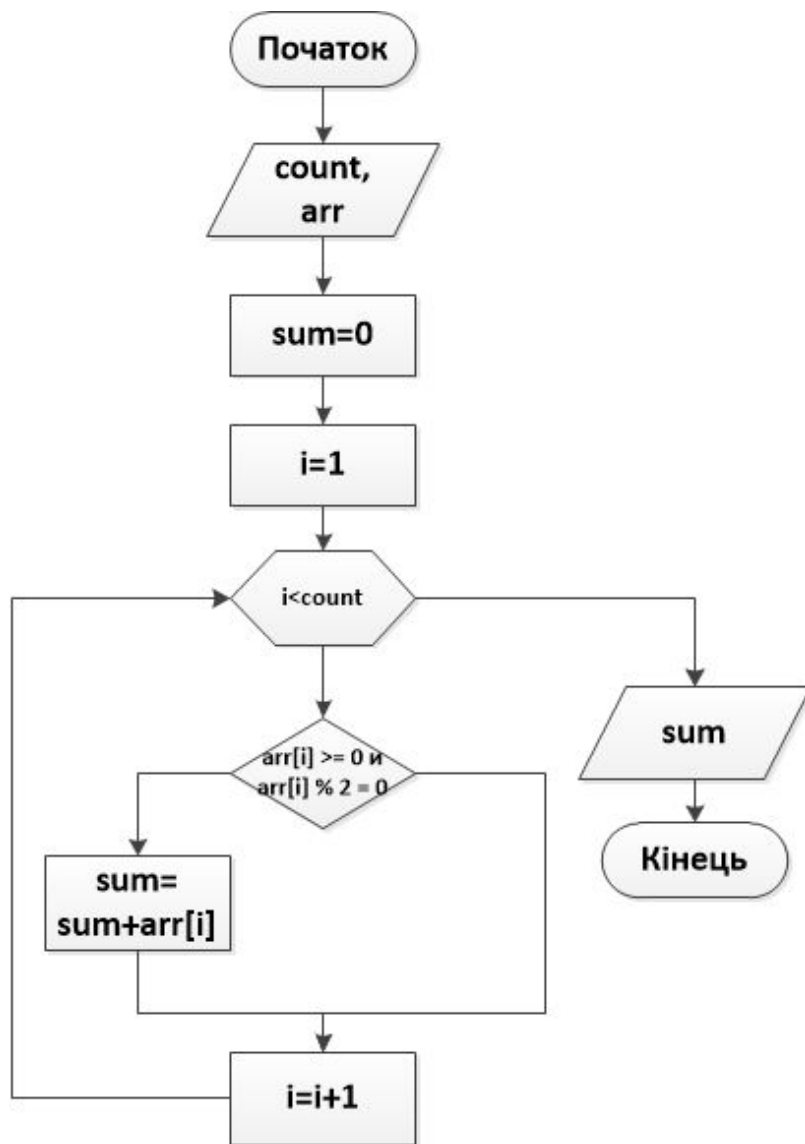 Початок
count,
arr
sum=0
i=1
i<count
arr[i] >= 0 и
arr[i] % 2 = 0
sum=
sum+arr[i]
i=i+1
sum
Кінець